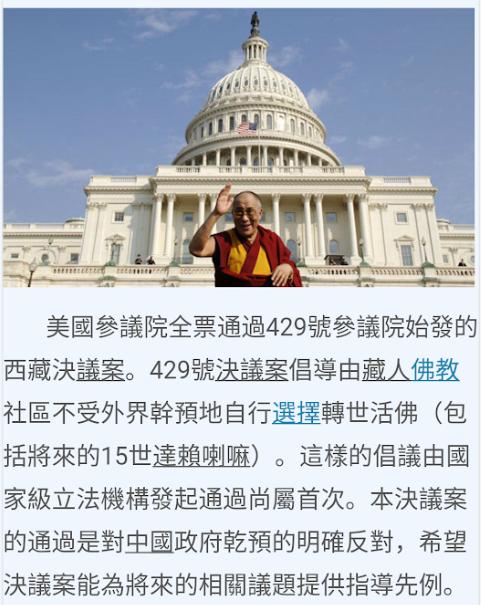 美國參議院全票通過429號參議院始發的
西藏決議案。429號決議案倡導由藏人佛教
社區不受外界幹預地自行選擇轉世活佛（包
括將來的15世達賴喇嘛）。這樣的倡議由國
家級立法機構發起通過尚屬首次。本決議案
的通過是對中國政府乾預的明確反對，希望
決議案能為將來的相關議題提供指導先例。